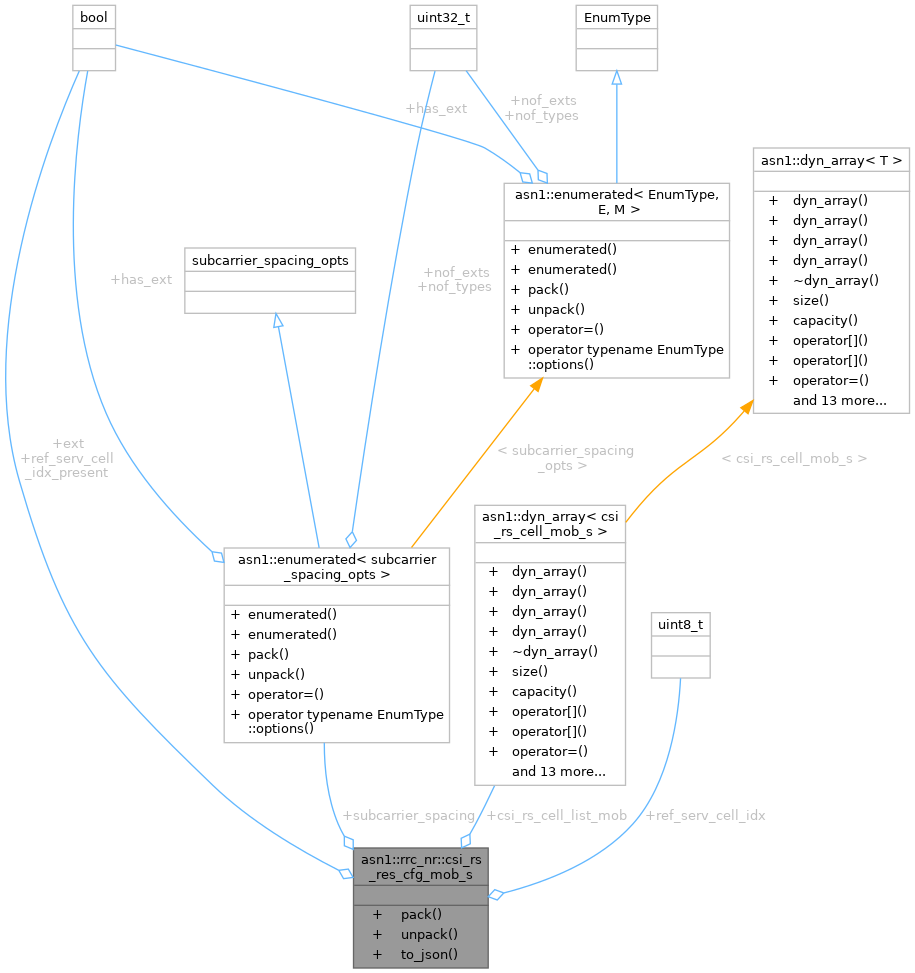 bool
uint32_t
EnumType
+has_ext
+nof_exts
+nof_types
asn1::dyn_array< T >
+ dyn_array()
+ dyn_array()
+ dyn_array()
+ dyn_array()
+ ~dyn_array()
+ size()
+ capacity()
+ operator[]()
+ operator[]()
+ operator=()
and 13 more...
asn1::enumerated< EnumType,
E, M >
+ enumerated()
+ enumerated()
+ pack()
+ unpack()
+ operator=()
+ operator typename EnumType
::options()
subcarrier_spacing_opts
+has_ext
+nof_exts
+nof_types
+ext
+ref_serv_cell
_idx_present
< subcarrier_spacing
_opts >
< csi_rs_cell_mob_s >
asn1::enumerated< subcarrier
_spacing_opts >
+ enumerated()
+ enumerated()
+ pack()
+ unpack()
+ operator=()
+ operator typename EnumType
::options()
asn1::dyn_array< csi
_rs_cell_mob_s >
+ dyn_array()
+ dyn_array()
+ dyn_array()
+ dyn_array()
+ ~dyn_array()
+ size()
+ capacity()
+ operator[]()
+ operator[]()
+ operator=()
and 13 more...
uint8_t
+subcarrier_spacing
+csi_rs_cell_list_mob
+ref_serv_cell_idx
asn1::rrc_nr::csi_rs
_res_cfg_mob_s
+ pack()
+ unpack()
+ to_json()